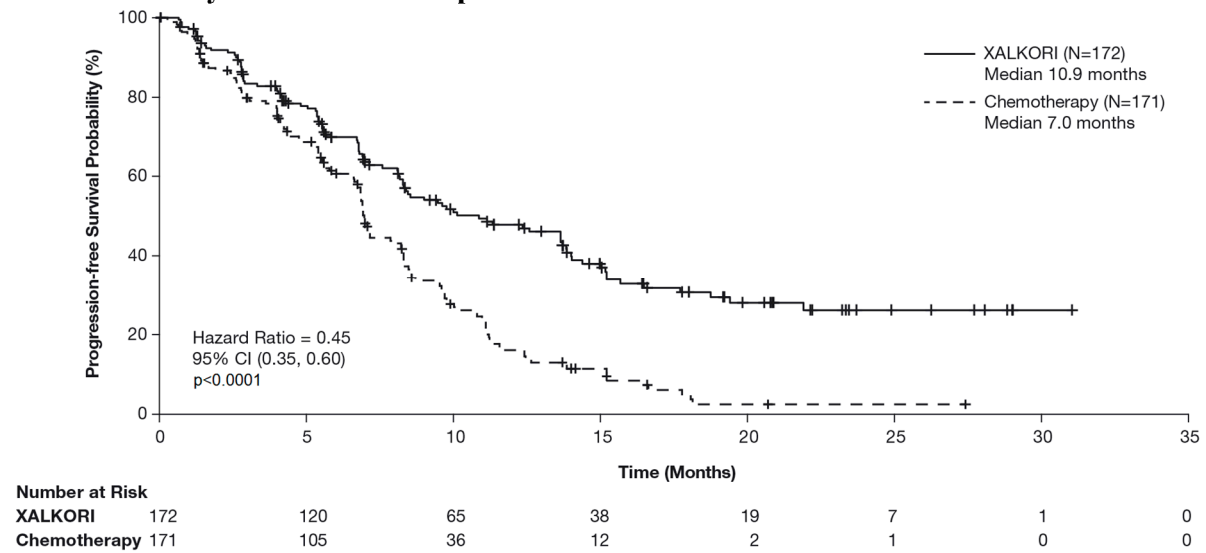 100
80
60
40
20
0
Progression-free Survival Probability (%)
XALKORI (N=172)
Median 10.9 months
Chemotherapy (N=171)
Median 7.0 months
Hazard Ratio = 0.45
95% CI (0.35, 0.60)
p<0.0001
0 5 10 15 20 25 30 35
Time (Months)
Number at Risk
XALKORI 172 120 65 38 19 7 1 0
Chemotherapy 171 105 36 12 2 1 0 0